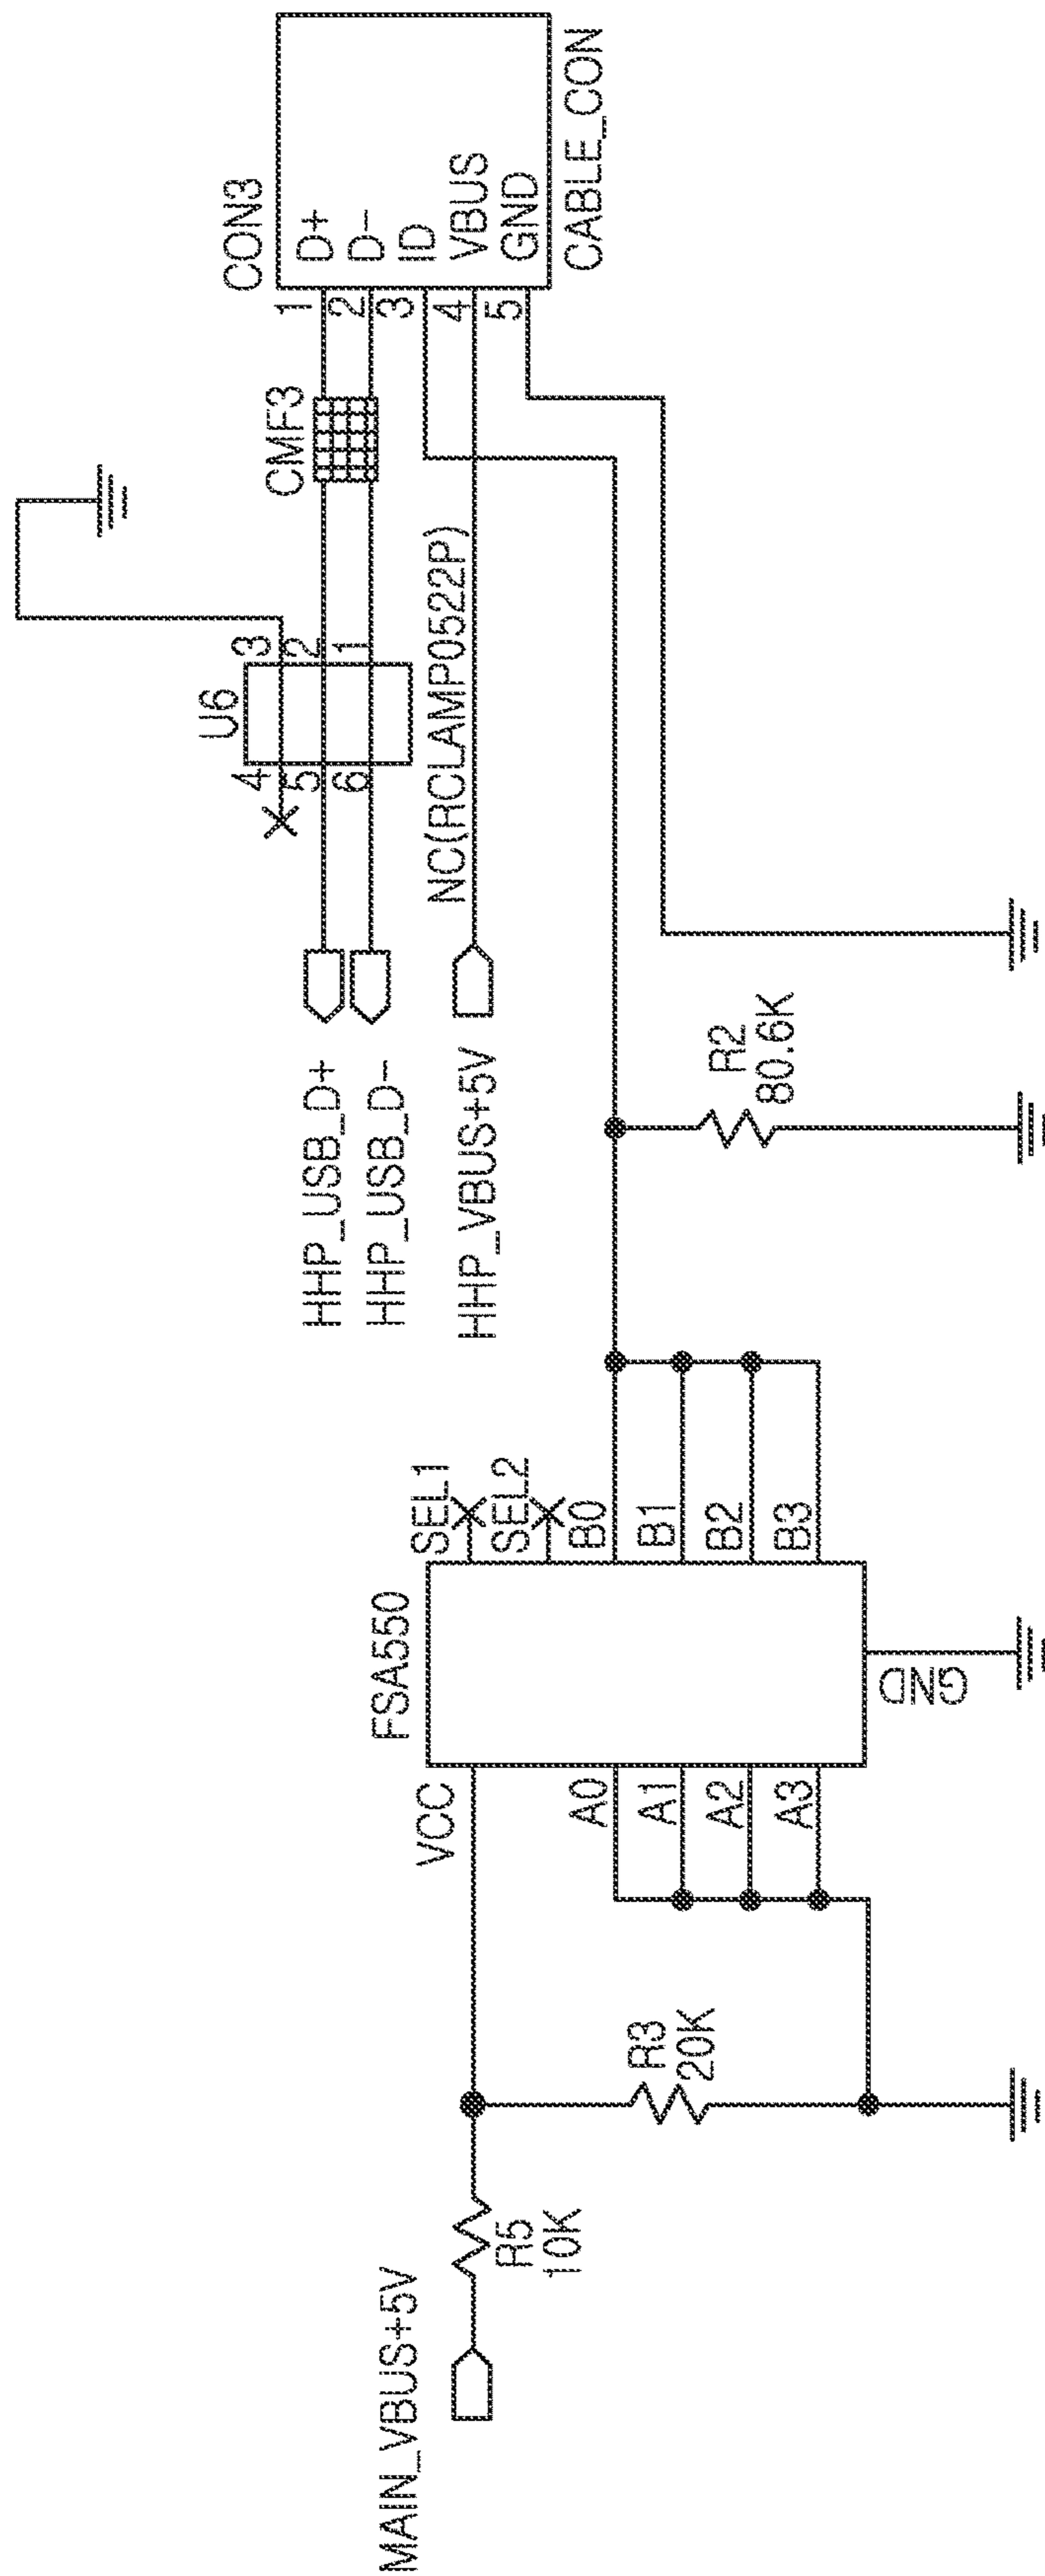 MAIN_VBUS+5V
R5
10K
R3
20K
VCC
A0
A1
A2
A3
FSA550
GND
SEL1
SEL2
B0
B1
B2
B3
R2
80.6K
HHP_USB_D+
HHP_USB_D-
HHP_VBUS+5V
U6
4
5
6
3
2
1
NC(RCLAMP0522P)
CMF3
CON3
1
2
3
4
5
D+
D-
ID
VBUS
GND
CABLE_CON